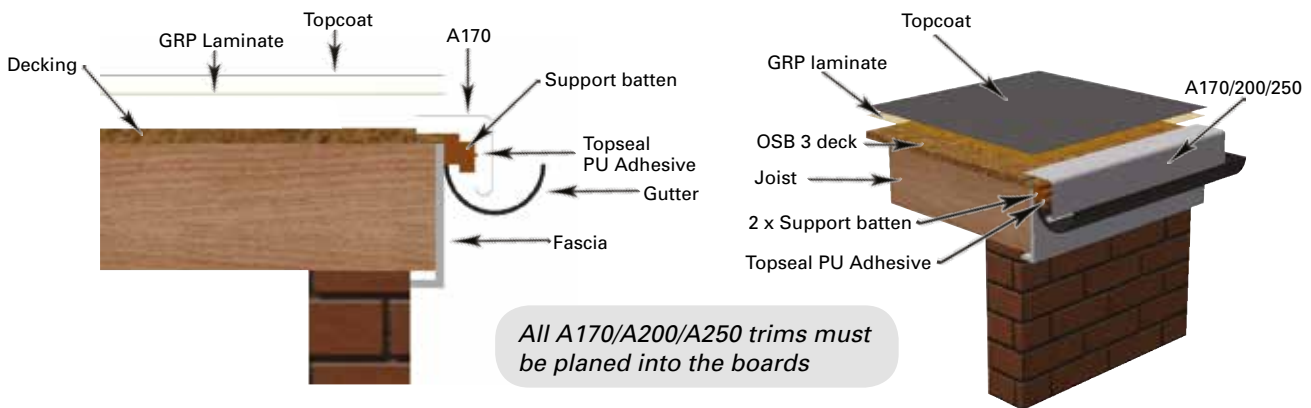 Topcoat
GRP Laminate
A170
Decking
Support batten
Topseal
PU Adhesive
Gutter
Fascia
Topcoat
GRP laminate
A170/200/250
OSB 3 deck
Joist
2 x Support batten
Topseal PU Adhesive
All A170/A200/A250 trims must
be planed into the boards